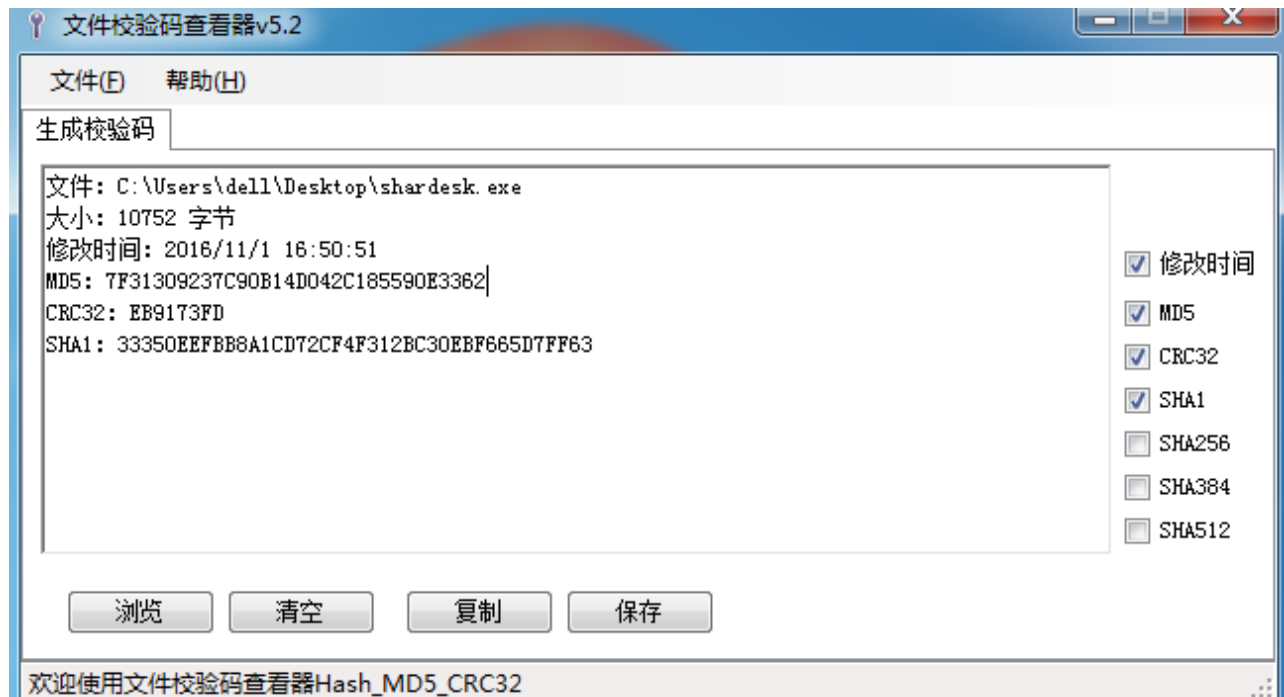 文件校验码查看器v5.2
文件(F) 帮助(H)
生成校验码
文件: C:\Users\dell\Desktop\shardesk.exe
大小: 10752 字节
修改时间: 2016/11/1 16:50:51
MD5: 7F31309237C90B14D042C185590E3362
CRC32: EB9173FD
SHA1: 33350EEFBB8A1CD72CF4F312BC30EBF665D7FF63
修改时间
MD5
CRC32
SHA1
SHA256
SHA384
SHA512
浏览 清空 复制 保存
欢迎使用文件校验码查看器Hash_MD5_CRC32